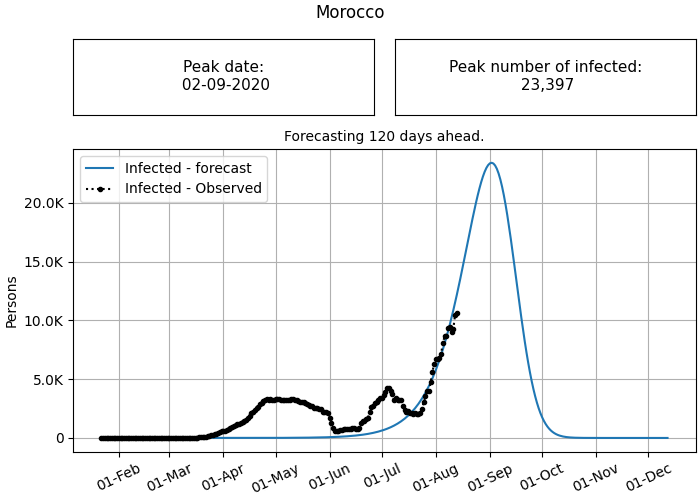 Morocco
Peak date:
02-09-2020
Peak number of infected:
23,397
Forecasting 120 days ahead.
Infected - forecast
Infected - Observed
Persons
20.0K
15.0K
10.0K
5.0K
0
01-Feb
01-Mar
01-Apr
01-May
01-Jun
01-Jul
01-Aug
01-Sep
01-Oct
01-Nov
01-Dec